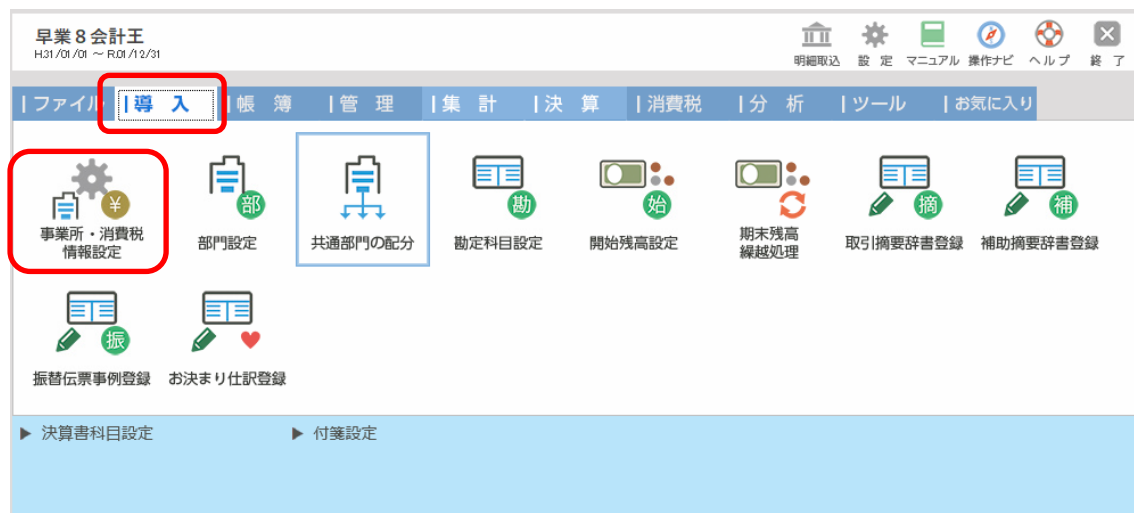 早業8会計王
H.31/01/01 ～ R.01/12/31
明細取込 設 定 マニュアル 操作ナビ ヘルプ 終 了
|ファイル |導 入 |帳 簿 |管 理 |集 計 |決 算 |消費税 |分 析 |ツール |お気に入り
¥ 部 勘 始 摘 補
事業所・消費税
情報設定
部門設定
共通部門の配分
勘定科目設定
開始残高設定
期末残高
繰越処理
取引摘要辞書登録
補助摘要辞書登録
振
振替伝票事例登録
お決まり仕訳登録
▶ 決算書科目設定
▶ 付箋設定